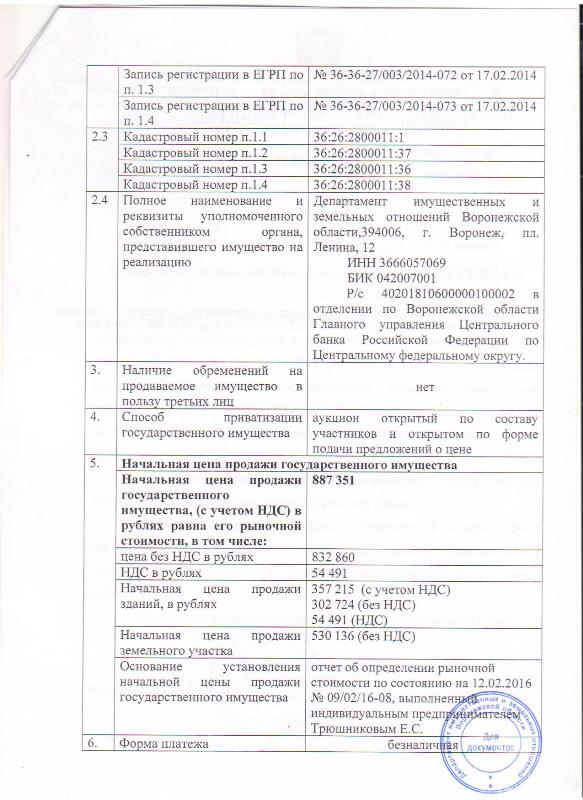 Запись регистрации в ЕГРП по п. 1.3
№ 36-36-27/003/2014-072 от 17.02.2014
Запись регистрации в ЕГРП по п. 1.4
№ 36-36-27/003/2014-073 от 17.02.2014
2.3
Кадастровый номер п.1.1
36:26:2800011:1
Кадастровый номер п.1.2
36:26:2800011:37
Кадастровый номер п.1.3
36:26:2800011:36
Кадастровый номер п.1.4
36:26:2800011:38
2.4
Полное наименование и
реквизиты уполномоченного
собственником органа,
представившего имущество на
реализацию
Департамент имущественных и
земельных отношений Воронежской
области,394006, г. Воронеж, пл.
Ленина, 12
ИНН 3666057069
БИК 042007001
Р/с 40201810600000100002 в
отделении по Воронежской области
Главного управления Центрального
банка Российской Федерации по
Центральному федеральному округу.
3.
Наличие обременений на
продаваемое имущество в
пользу третьих лиц
нет
4.
Способ приватизации
государственного имущества
аукцион открытый по составу
участников и открытом по форме
подачи предложений о цене
5.
Начальная цена продажи государственного имущества
Начальная цена продажи
государственного
имущества, (с учетом НДС) в
рублях равна его рыночной
стоимости, в том числе:
887 351
цена без НДС в рублях
832 860
НДС в рублях
54 491
Начальная цена продажи
зданий, в рублях
357 215 (с учетом НДС)
302 724 (без НДС)
54 491 (НДС)
Начальная цена продажи
земельного участка
530 136 (без НДС)
Основание установления
начальной цены продажи
государственного имущества
отчет об определении рыночной
стоимости по состоянию на 12.02.2016
№ 09/02/16-08, выполненный
индивидуальным предпринимателем
Трюшниковым Е.С.
6.
Форма платежа
безналичная
Департамент имущественных и земельных отношений
Воронежской области
Для
документов